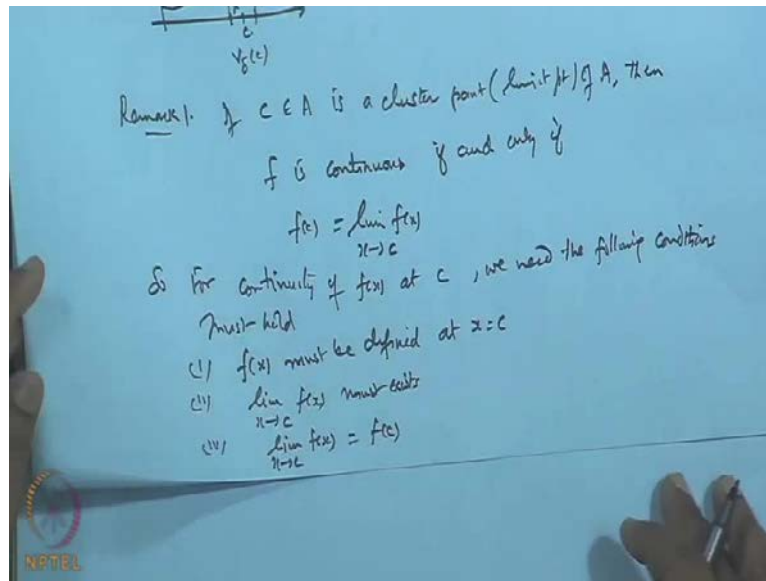 c
V_δ(c)
Remark 1. If c ∈ A is a cluster point (limit pt) of A, then
f is continuous if and only if
f(c) = lim f(x)
x→c
So For continuity of f(x) at c, we need the following conditions
must hold
(i) f(x) must be defined at x=c
(ii) lim f(x) must exists
x→c
lim f(x) = f(c)
x→c
NPTEL